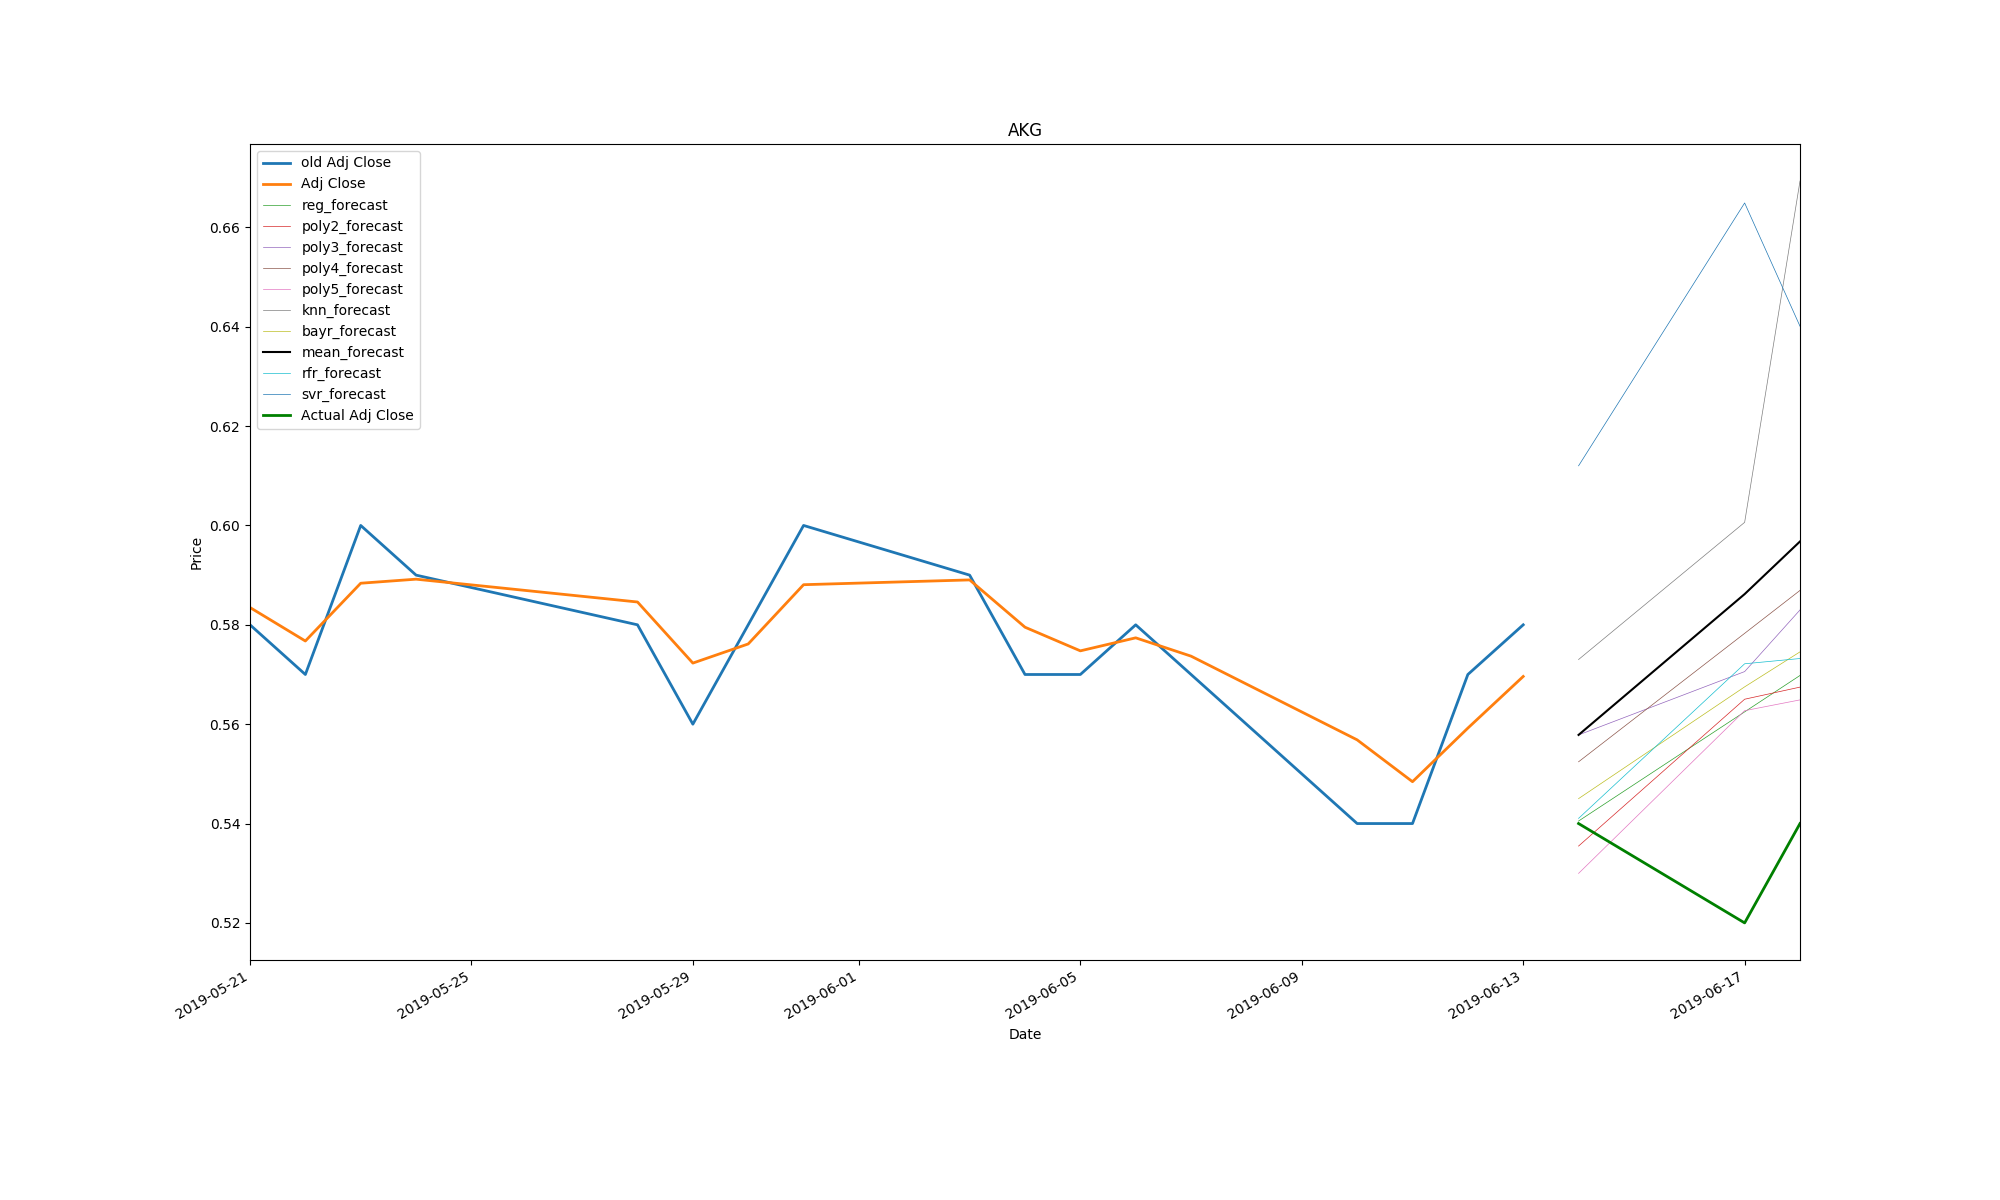 AKG
old Adj Close
Adj Close
reg_forecast
poly2_forecast
poly3_forecast
poly4_forecast
poly5_forecast
knn_forecast
bayr_forecast
mean_forecast
rfr_forecast
svr_forecast
Actual Adj Close
0.66
0.64
0.62
0.60
0.58
0.56
0.54
0.52
Price
2019-05-21
2019-05-25
2019-05-29
2019-06-01
2019-06-05
2019-06-09
2019-06-13
2019-06-17
Date